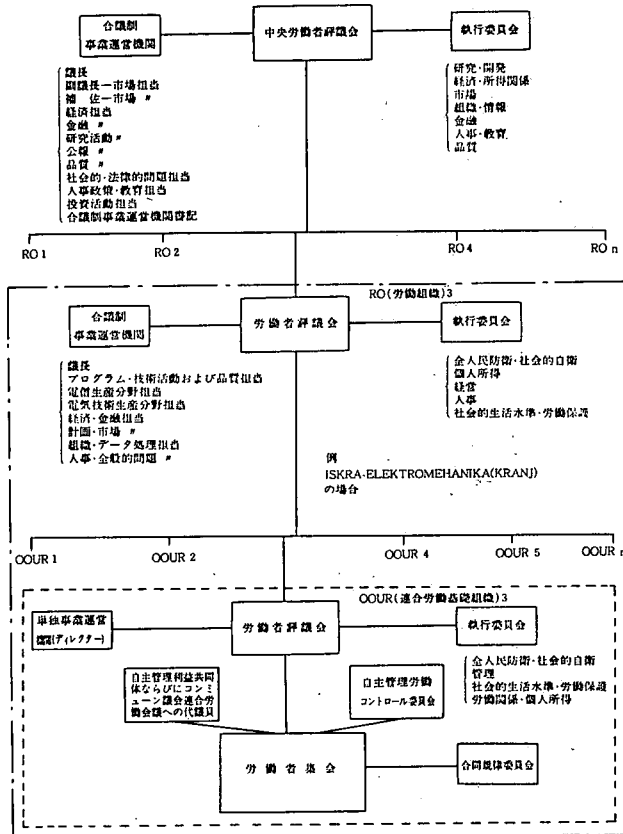 合議制
事業運営機関
中央労働者評議会
執行委員会
議長
副議長―市場担当
補　佐―市場 〃
経済担当
金融 〃
研究活動 〃
公報 〃
品質 〃
社会的・法律的問題担当
人事政策・教育担当
投資活動担当
合議制事業運営機関書記
研究・開発
経済・所得関係
市場
組織・情報
金融
人事・教育
品質
RO 1
RO 2
RO 4
RO n
RO(労働組織)3
合議制
事業運営機関
労働者評議会
執行委員会
議長
プログラム・技術活動および品質担当
電信生産分野担当
電気技術生産分野担当
経済・金融担当
計画・市場 〃
組織・データ処理担当
人事・全般的問題 〃
全人民防衛・社会的自衛
個人所得
経営
人事
社会的生活水準・労働保護
例
ISKRA-ELEKTROMEHANIKA(KRANJ)
の場合
OOUR 1
OOUR 2
OOUR 4
OOUR 5
OOUR n
OOUR(連合労働基礎組織)3
単独事業運営
機関(ディレクター)
労働者評議会
執行委員会
全人民防衛・社会的自衛
管理
社会的生活水準・労働保護
労働関係・個人所得
自主管理利益共同
体ならびにコンミ
ューン議会連合労
働会議への代議員
自主管理労働
コントロール委員会
労働者集会
合同規律委員会